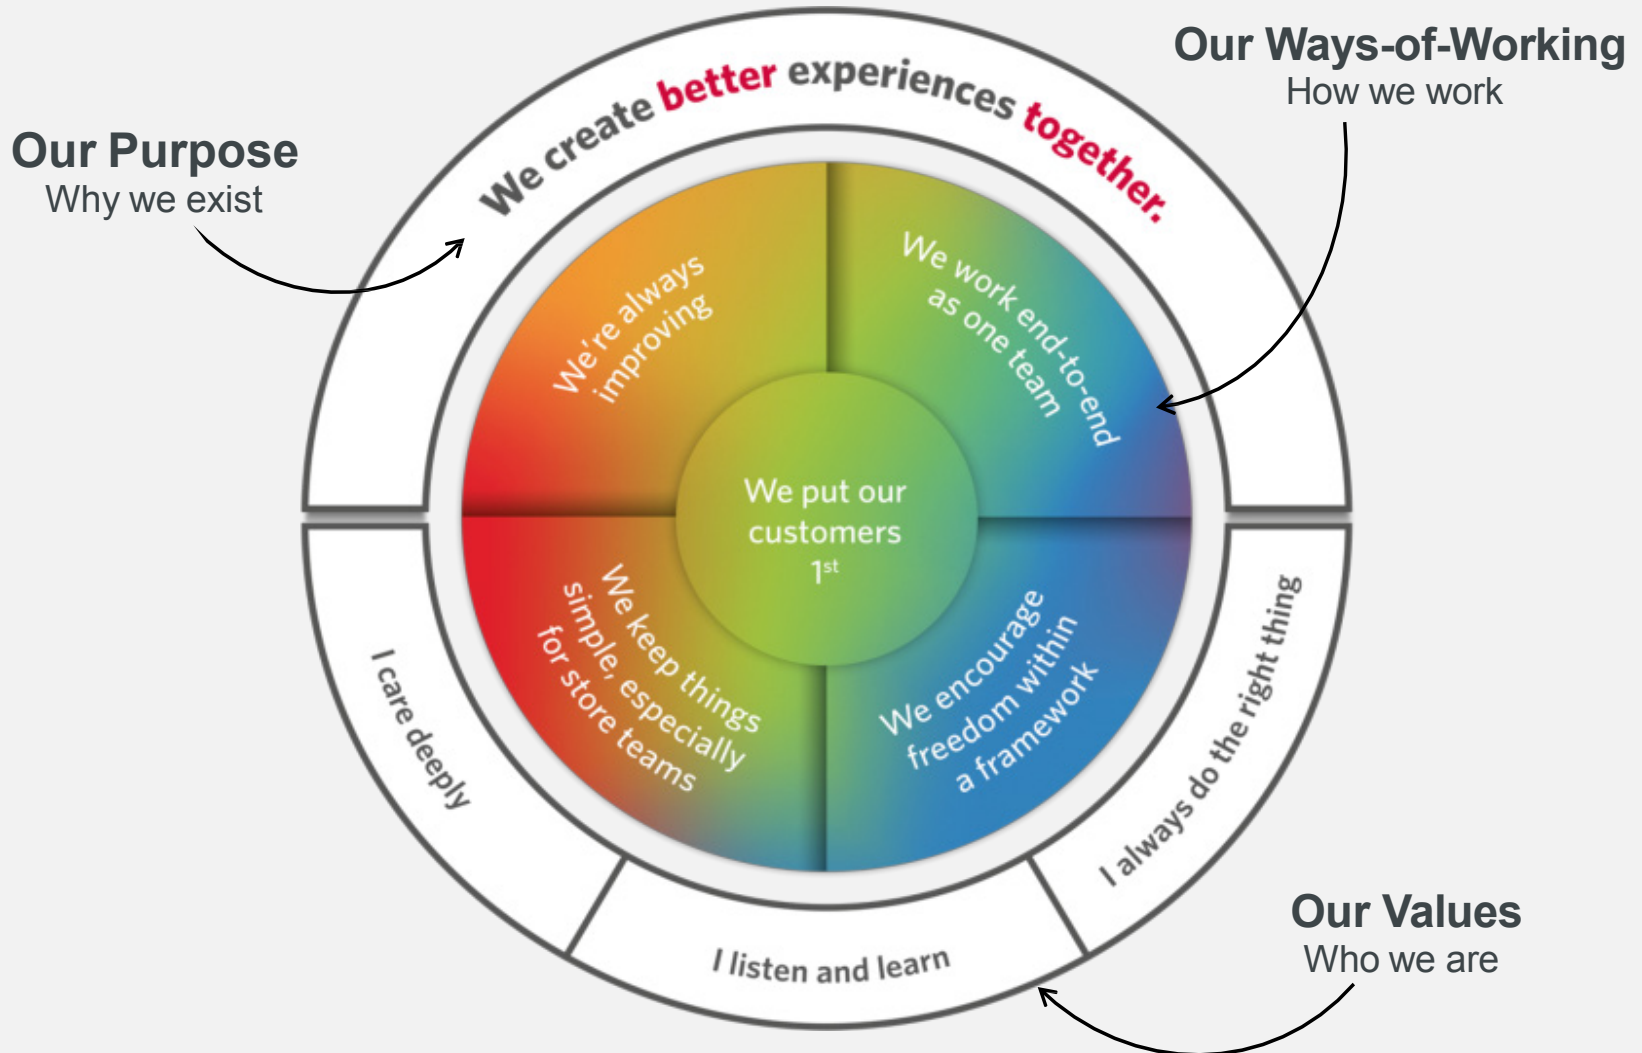 Our Purpose
Why we exist
Our Ways-of-Working
How we work
We create better experiences together.
We're always
improving
We work end-to-end
as one team
We put our
customers
1st
We keep things
simple, especially
for store teams
We encourage
freedom within
a framework
I care deeply
I listen and learn
I always do the right thing
Our Values
Who we are